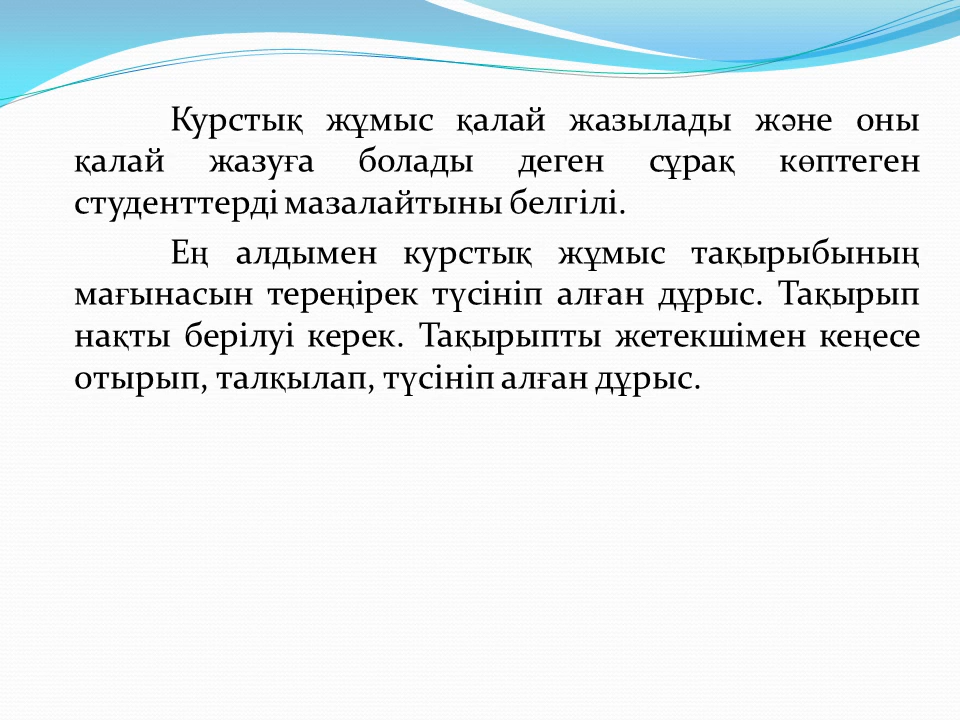 Курстық жұмыс қалай жазылады және оны
қалай жазуға болады деген сұрақ көптеген
студенттерді мазалайтыны белгілі.
Ең алдымен курстық жұмыс тақырыбының
мағынасын тереңірек түсініп алған дұрыс. Тақырып
нақты берілуі керек. Тақырыпты жетекшімен кеңесе
отырып, талқылап, түсініп алған дұрыс.